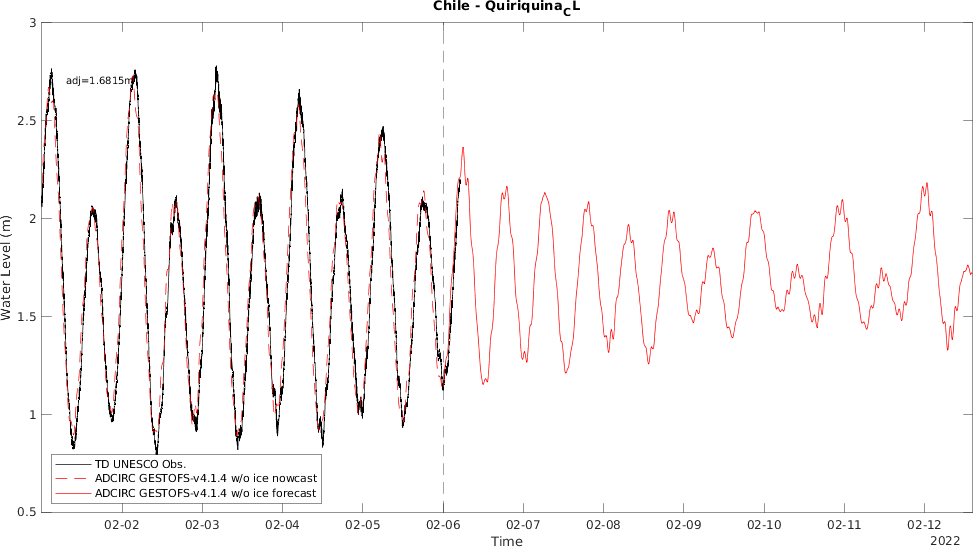 Chile - Quiriquina_CL
3
adj=1.6815m
2.5
2
Water Level (m)
1.5
1
TD UNESCO Obs.
ADCIRC GESTOFS-v4.1.4 w/o ice nowcast
ADCIRC GESTOFS-v4.1.4 w/o ice forecast
0.5
02-02 02-03 02-04 02-05 02-06 02-07 02-08 02-09 02-10 02-11 02-12
Time
2022